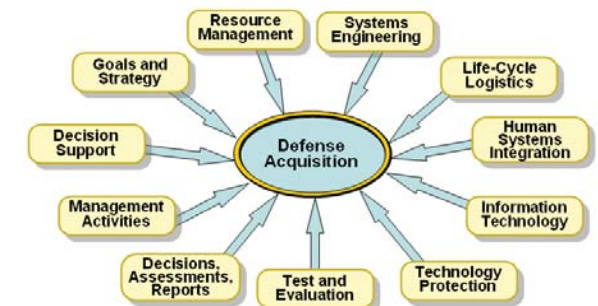 Resource
Management
Systems
Engineering
Goals and
Strategy
Life-Cycle
Logistics
Decision
Support
Defense
Acquisition
Human
Systems
Integration
Management
Activities
Information
Technology
Decisions,
Assessments,
Reports
Test and
Evaluation
Technology
Protection